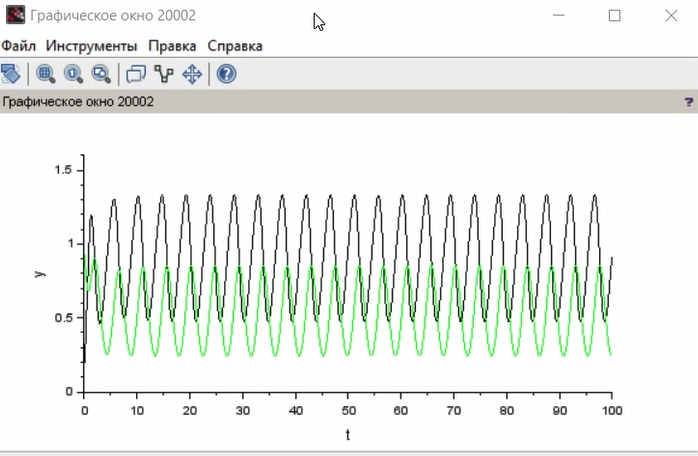 Графическое окно 20002
Файл Инструменты Правка Справка
Графическое окно 20002 ?
1.5
1
y
0.5
0
0 10 20 30 40 50 60 70 80 90 100
t